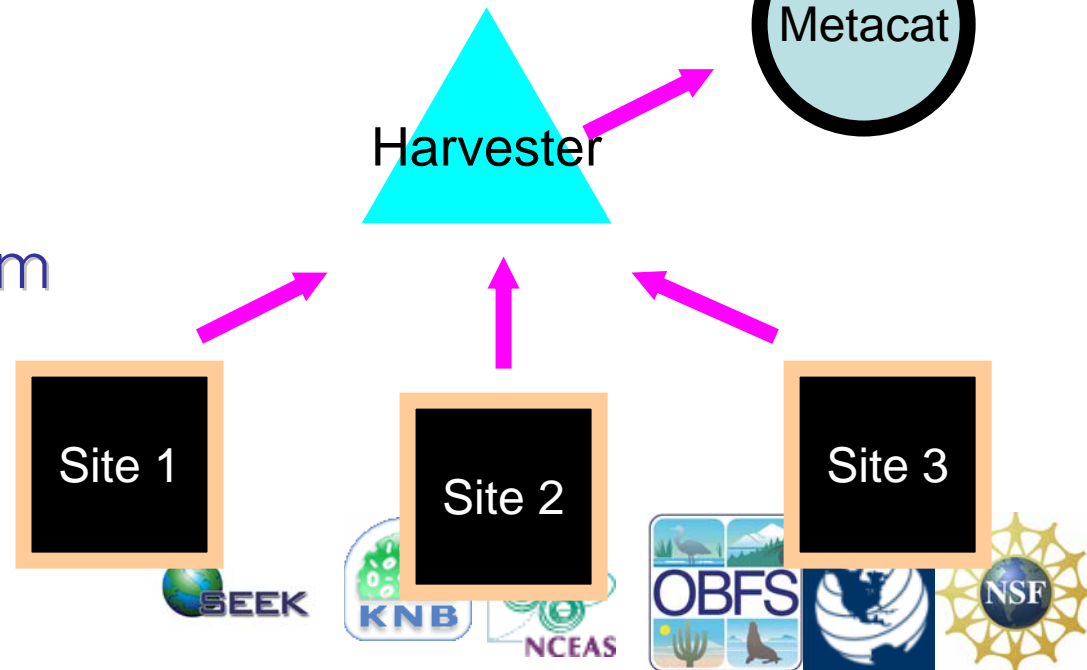 Metacat
Harvester
m
Site 1
Site 2
Site 3
SEEK
KNB
NCEAS
OBFS
NSF